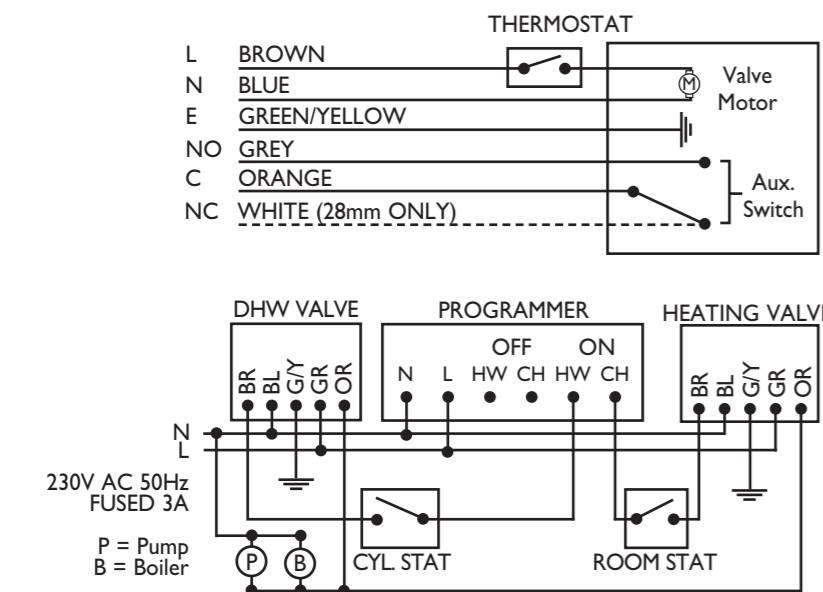 THERMOSTAT
L BROWN
N BLUE
E GREEN/YELLOW
NO GREY
C ORANGE
NC WHITE (28mm ONLY)
M
Valve
Motor
Aux.
Switch
DHW VALVE
BR BL G/Y GR OR
PROGRAMMER
OFF ON
N L HW CH HW CH
HEATING VALV
BR BL G/Y GR OR
N
L
230V AC 50Hz
FUSED 3A
P = Pump
B = Boiler
P B
CYL. STAT
ROOM STAT